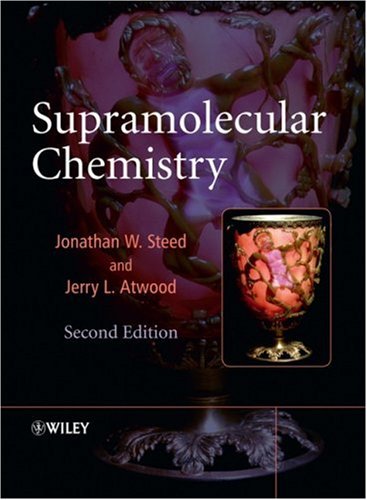 Supramolecular
Chemistry
Jonathan W. Steed
and
Jerry L. Atwood
Second Edition
WILEY